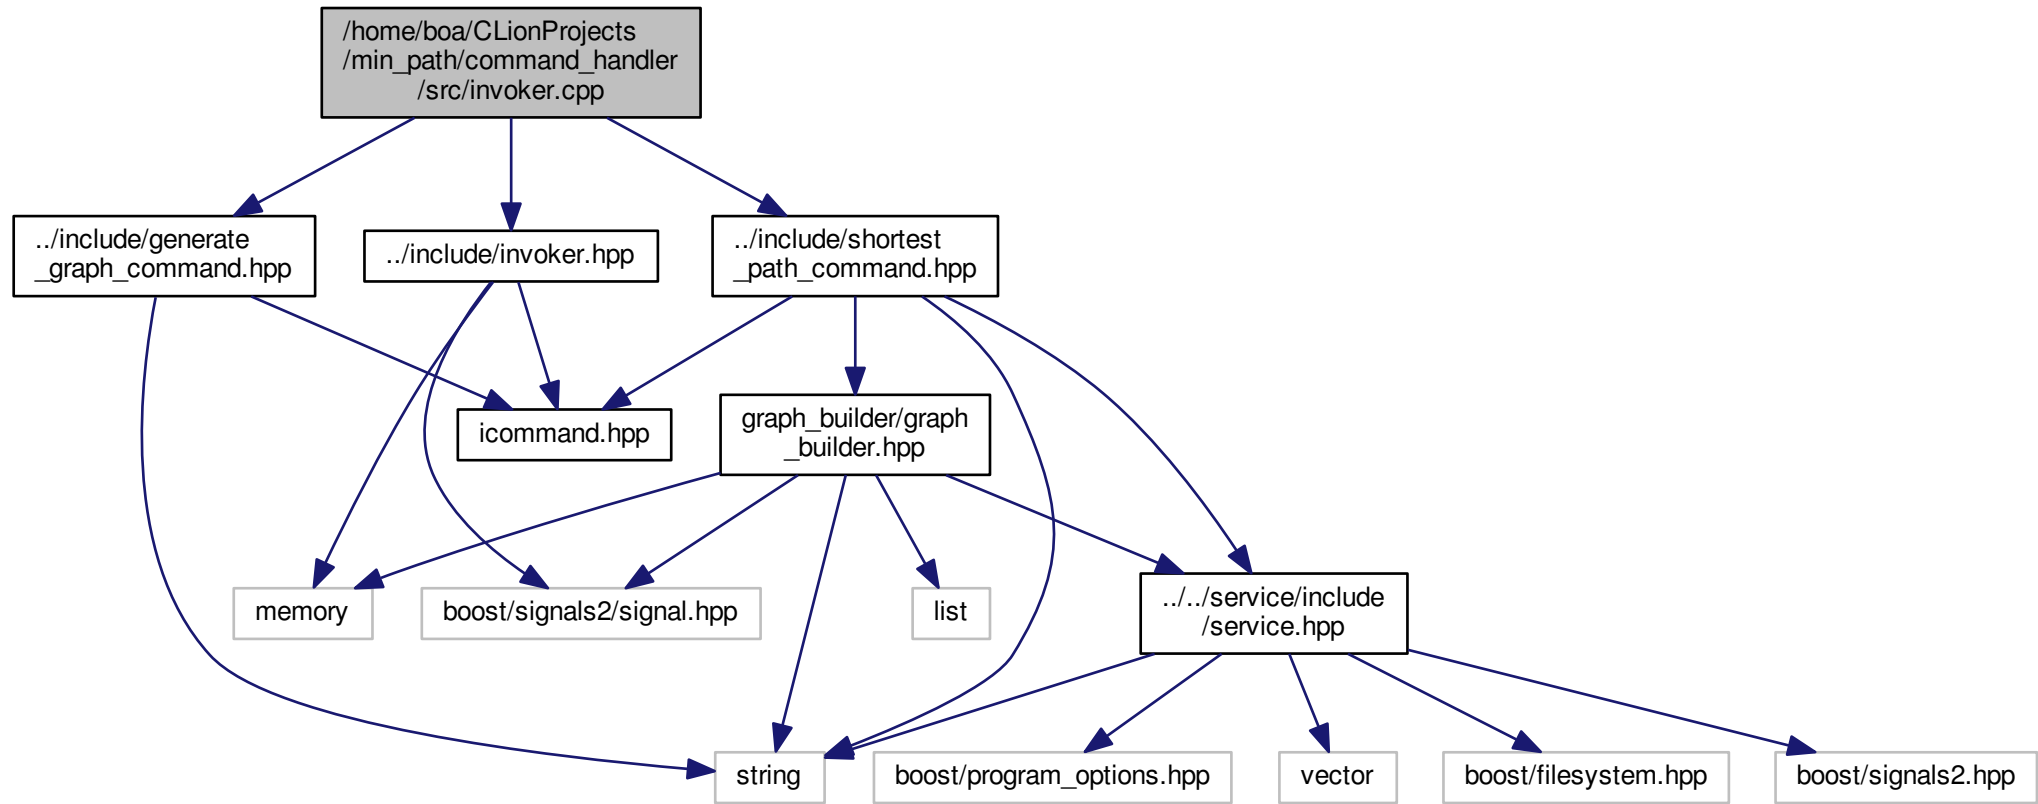 /home/boa/CLionProjects
/min_path/command_handler
/src/invoker.cpp
../include/generate
_graph_command.hpp
../include/invoker.hpp
../include/shortest
_path_command.hpp
icommand.hpp
graph_builder/graph
_builder.hpp
memory
boost/signals2/signal.hpp
list
../../service/include
/service.hpp
string
boost/program_options.hpp
vector
boost/filesystem.hpp
boost/signals2.hpp